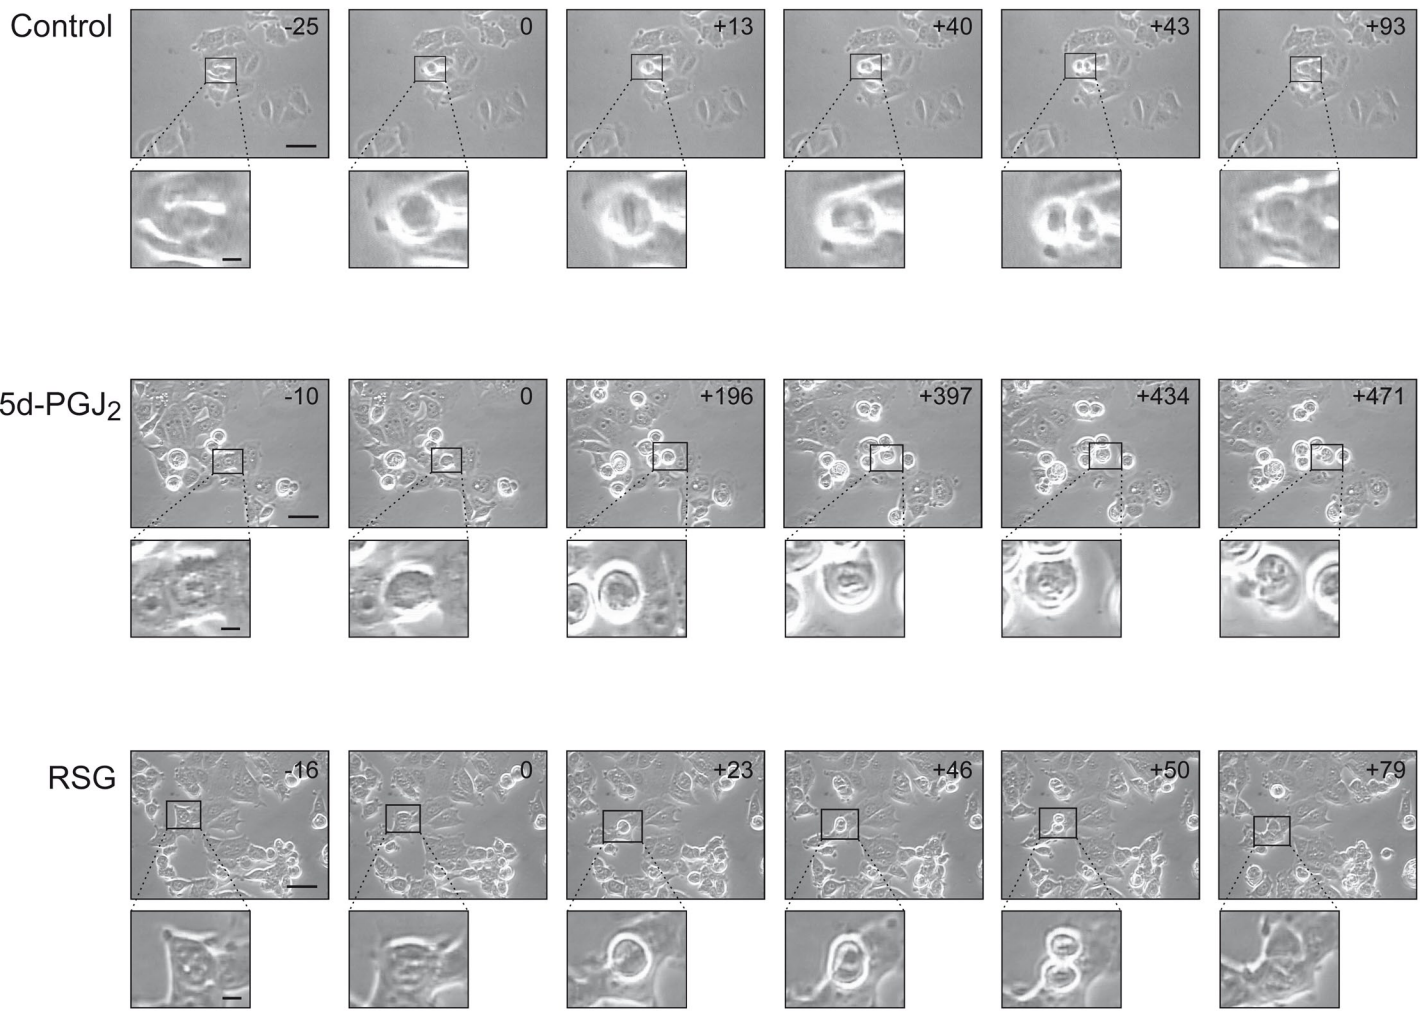 Control -25 0 +13 +40 +43 +93
5d-PGJ2 -10 0 +196 +397 +434 +471
RSG -16 0 +23 +46 +50 +79